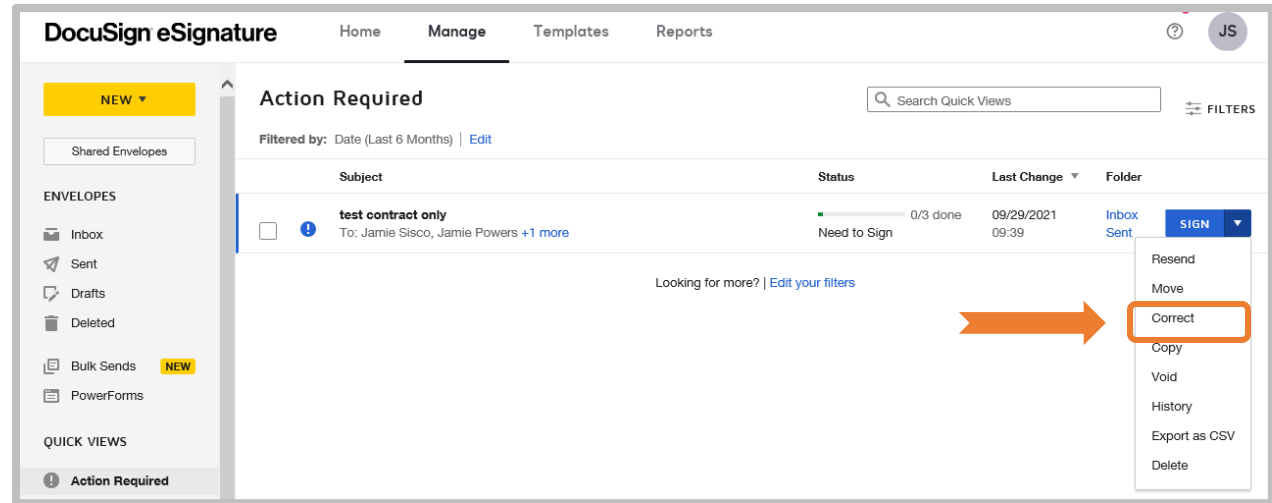 DocuSign eSignature
Home
Manage
Templates
Reports
JS
NEW
Shared Envelopes
ENVELOPES
Inbox
Sent
Drafts
Deleted
Bulk Sends NEW
PowerForms
QUICK VIEWS
Action Required
Action Required
Search Quick Views
FILTERS
Filtered by: Date (Last 6 Months) | Edit
Subject
Status
Last Change
Folder
test contract only
To: Jamie Sisco, Jamie Powers +1 more
0/3 done
Need to Sign
09/29/2021
09:39
Inbox
Sent
SIGN
Looking for more? | Edit your filters
Resend
Move
Correct
Copy
Void
History
Export as CSV
Delete